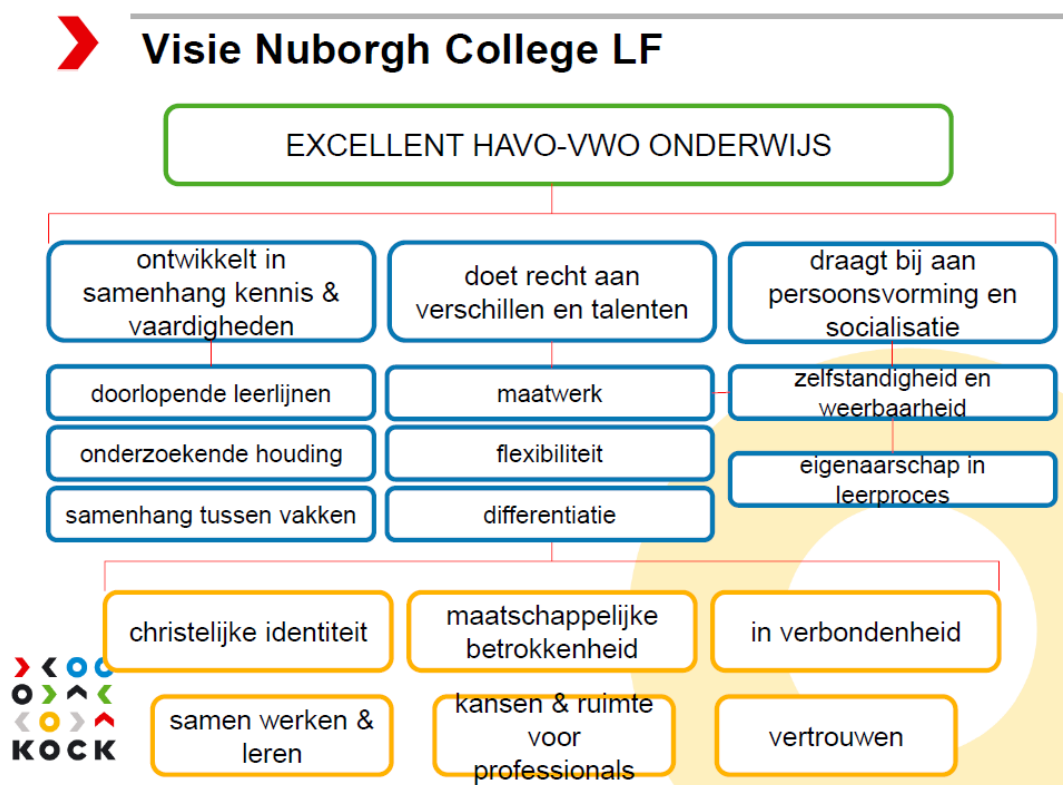 Visie Nuborgh College LF
EXCELLENT HAVO-VWO ONDERWIJS
ontwikkelt in
samenhang kennis &
vaardigheden
doet recht aan
verschillen en talenten
draagt bij aan
persoonsvorming en
socialisatie
doorlopende leerlijnen
maatwerk
zelfstandigheid en
weerbaarheid
onderzoekende houding
flexibiliteit
eigenaarschap in
leerproces
samenhang tussen vakken
differentiatie
christelijke identiteit
maatschappelijke
betrokkenheid
in verbondenheid
samen werken &
leren
kansen & ruimte
voor
professionals
vertrouwen
KOCK